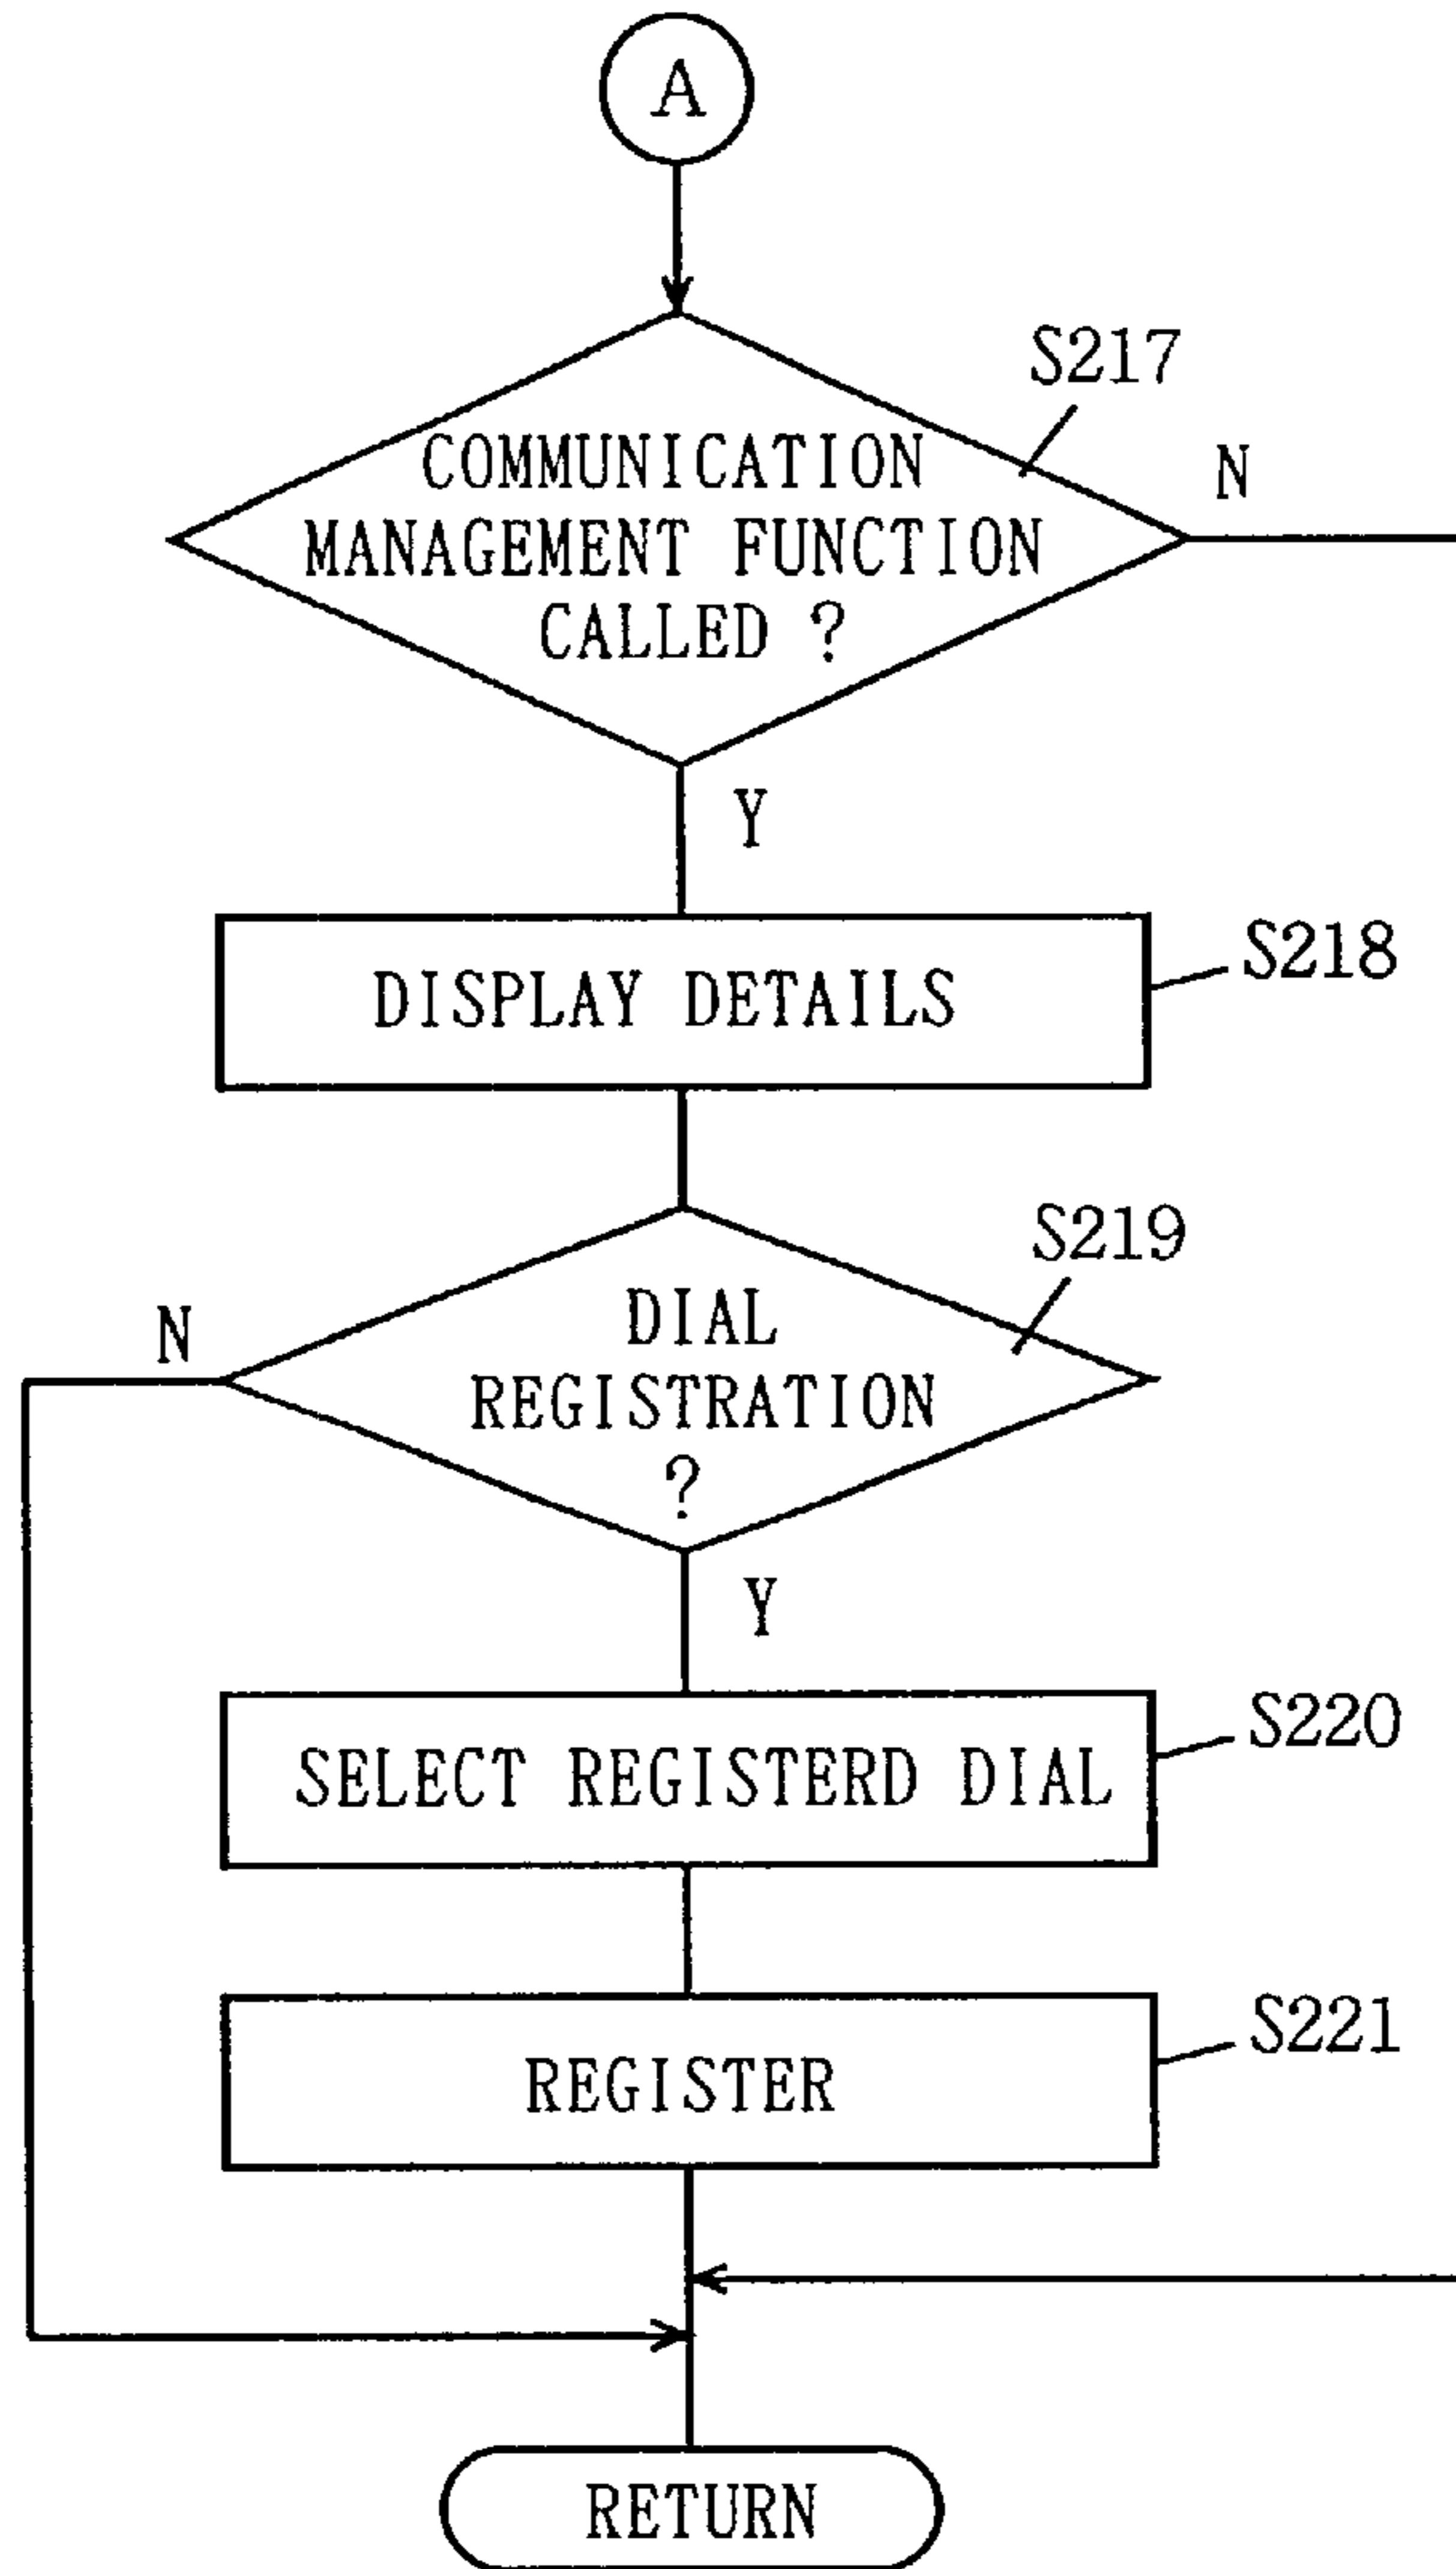 A
S217
COMMUNICATION
MANAGEMENT FUNCTION
CALLED ?
N
Y
DISPLAY DETAILS
S218
S219
DIAL
REGISTRATION
?
N
Y
SELECT REGISTERD DIAL
S220
REGISTER
S221
RETURN